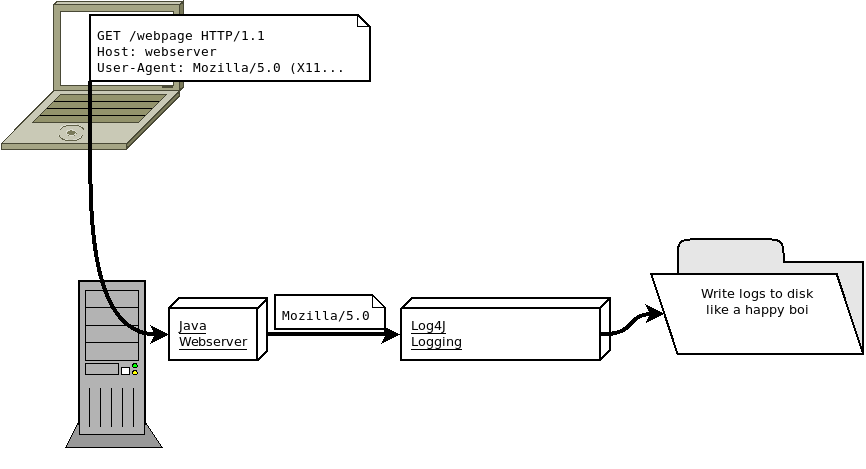 GET /webpage HTTP/1.1
Host: webserver
User-Agent: Mozilla/5.0 (X11...
Java
Webserver
Mozilla/5.0
Log4J
Logging
Write logs to disk
like a happy boi